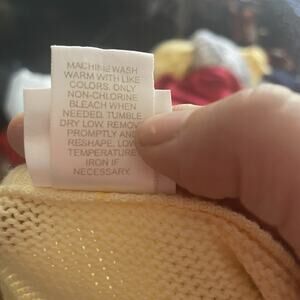 MACHINE WASH
WARM WITH LIKE
COLORS. ONLY
NON-CHLORINE
BLEACH WHEN
NEEDED. TUMBLE
DRY LOW. REMOV
PROMPTLY AND
RESHAPE. LOW
TEMPERATURE
IRON IF
NECESSARY.